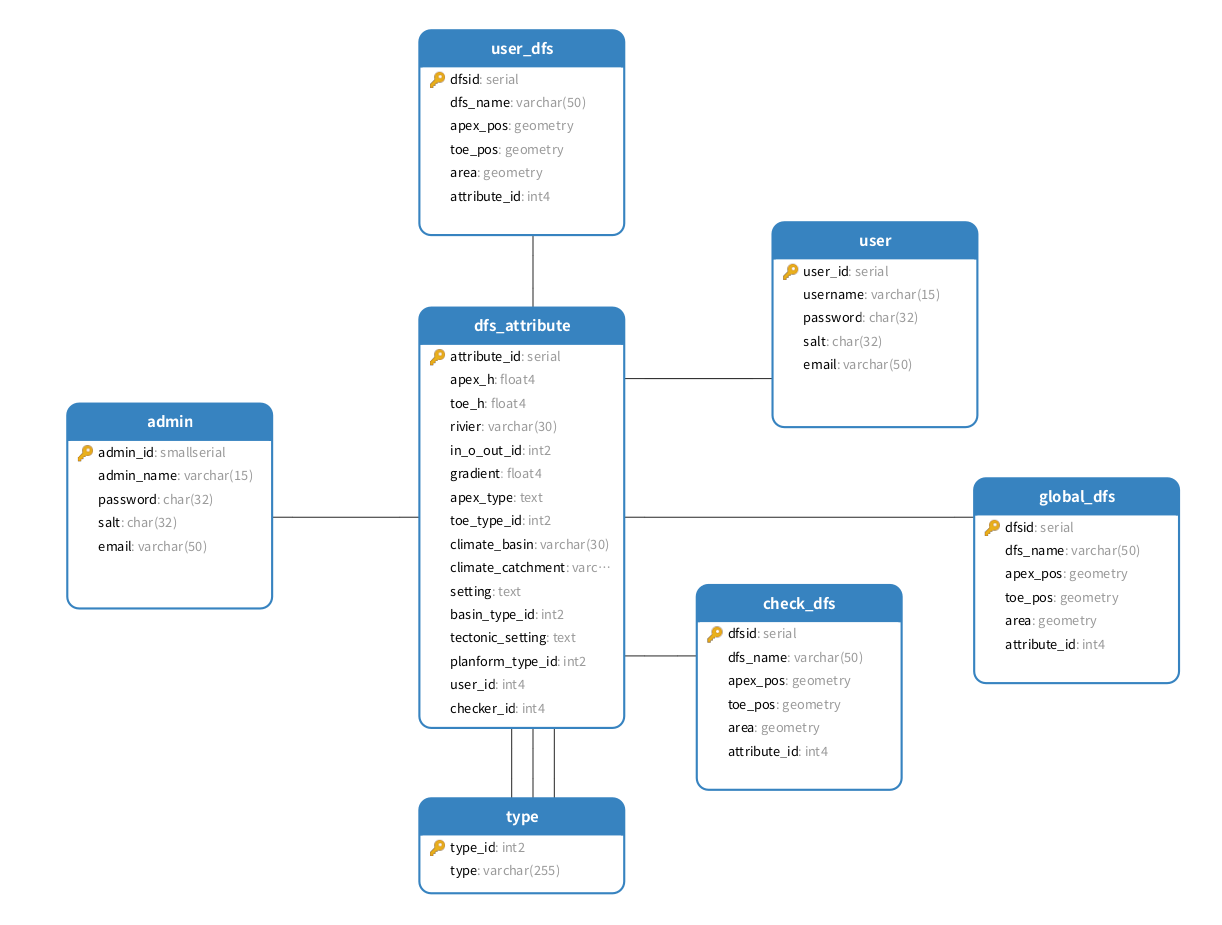 user_dfs
dfsid: serial
dfs_name: varchar(50)
apex_pos: geometry
toe_pos: geometry
area: geometry
attribute_id: int4
user
user_id: serial
username: varchar(15)
password: char(32)
salt: char(32)
email: varchar(50)
dfs_attribute
attribute_id: serial
apex_h: float4
toe_h: float4
rivier: varchar(30)
in_o_out_id: int2
gradient: float4
apex_type: text
toe_type_id: int2
climate_basin: varchar(30)
climate_catchment: varc···
setting: text
basin_type_id: int2
tectonic_setting: text
planform_type_id: int2
user_id: int4
checker_id: int4
admin
admin_id: smallserial
admin_name: varchar(15)
password: char(32)
salt: char(32)
email: varchar(50)
global_dfs
dfsid: serial
dfs_name: varchar(50)
apex_pos: geometry
toe_pos: geometry
area: geometry
attribute_id: int4
check_dfs
dfsid: serial
dfs_name: varchar(50)
apex_pos: geometry
toe_pos: geometry
area: geometry
attribute_id: int4
type
type_id: int2
type: varchar(255)